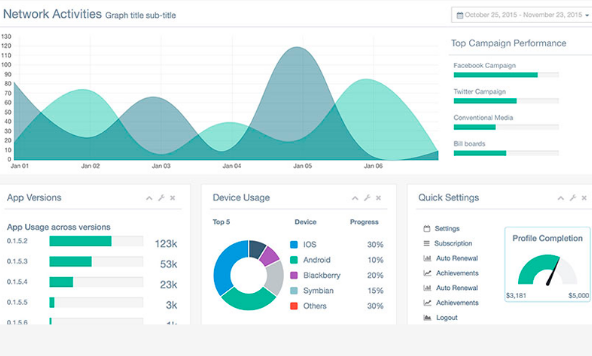 Network Activities Graph title sub-title
October 25, 2015 - November 23, 2015
130
120
110
100
90
80
70
60
50
40
30
20
10
0
Jan 01 Jan 02 Jan 03 Jan 04 Jan 05 Jan 06
Top Campaign Performance
Facebook Campaign
Twitter Campaign
Conventional Media
Bill boards
App Versions
App Usage across versions
0.1.5.2 123k
0.1.5.3 53k
0.1.5.4 23k
0.1.5.5 3k
0.1.5.6
Device Usage
Top 5 Device Progress
IOS 30%
Android 10%
Blackberry 20%
Symbian 15%
Others 30%
Quick Settings
Settings
Subscription
Auto Renewal
Achievements
Auto Renewal
Achievements
Logout
Profile Completion
$3,181 $5,000